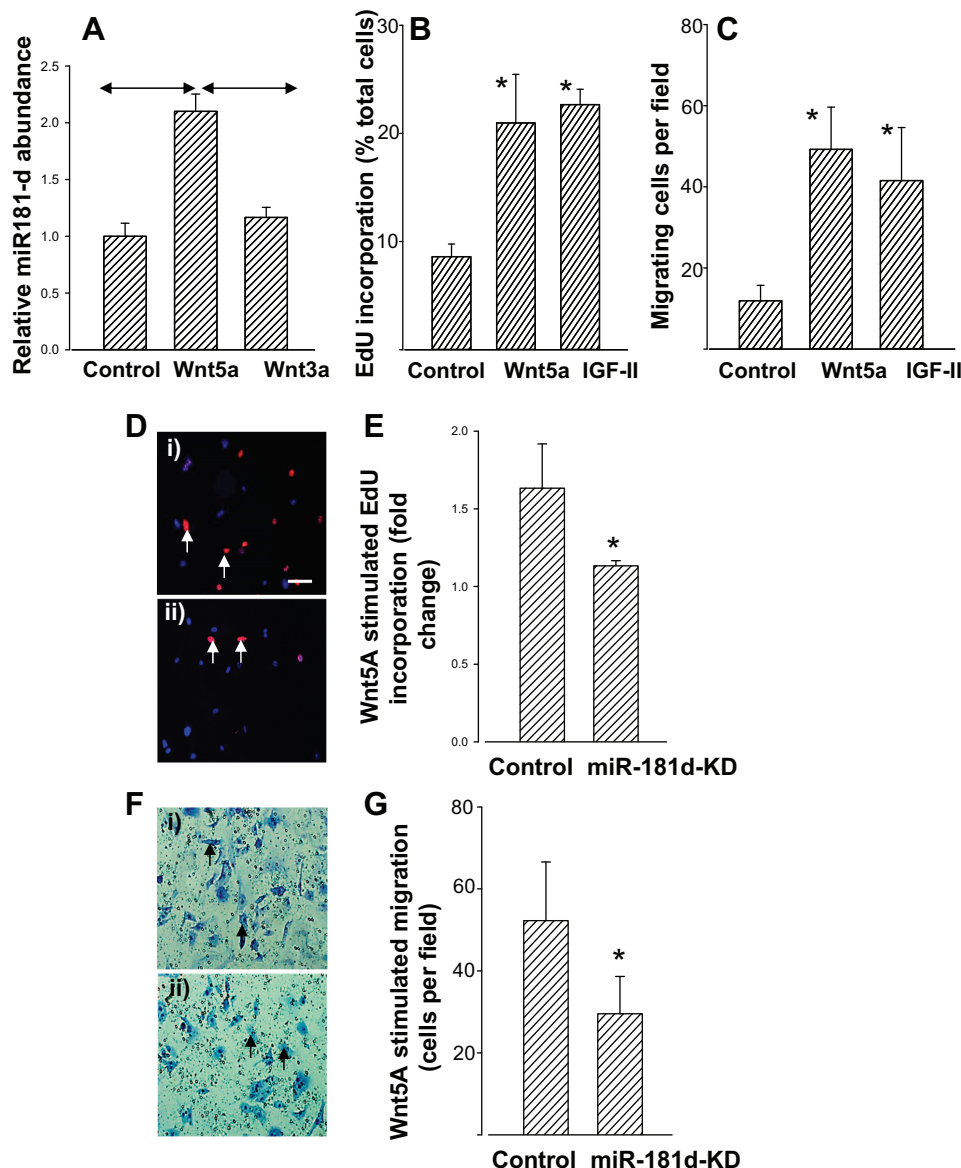 A
Relative miR181-d abundance
2.5
2.0
1.5
1.0
0.5
0.0
Control Wnt5a Wnt3a
B
EdU incorporation (% total cells)
30
20
10
* *
Control Wnt5a IGF-II
C
Migrating cells per field
80
60
40
20
* *
Control Wnt5a IGF-II
D
i)
ii)
E
Wnt5A stimulated EdU
incorporation (fold
change)
2.0
1.5
1.0
0.5
0.0
*
Control miR-181d-KD
F
i)
ii)
G
Wnt5A stimulated migration
(cells per field)
80
60
40
20
*
Control miR-181d-KD